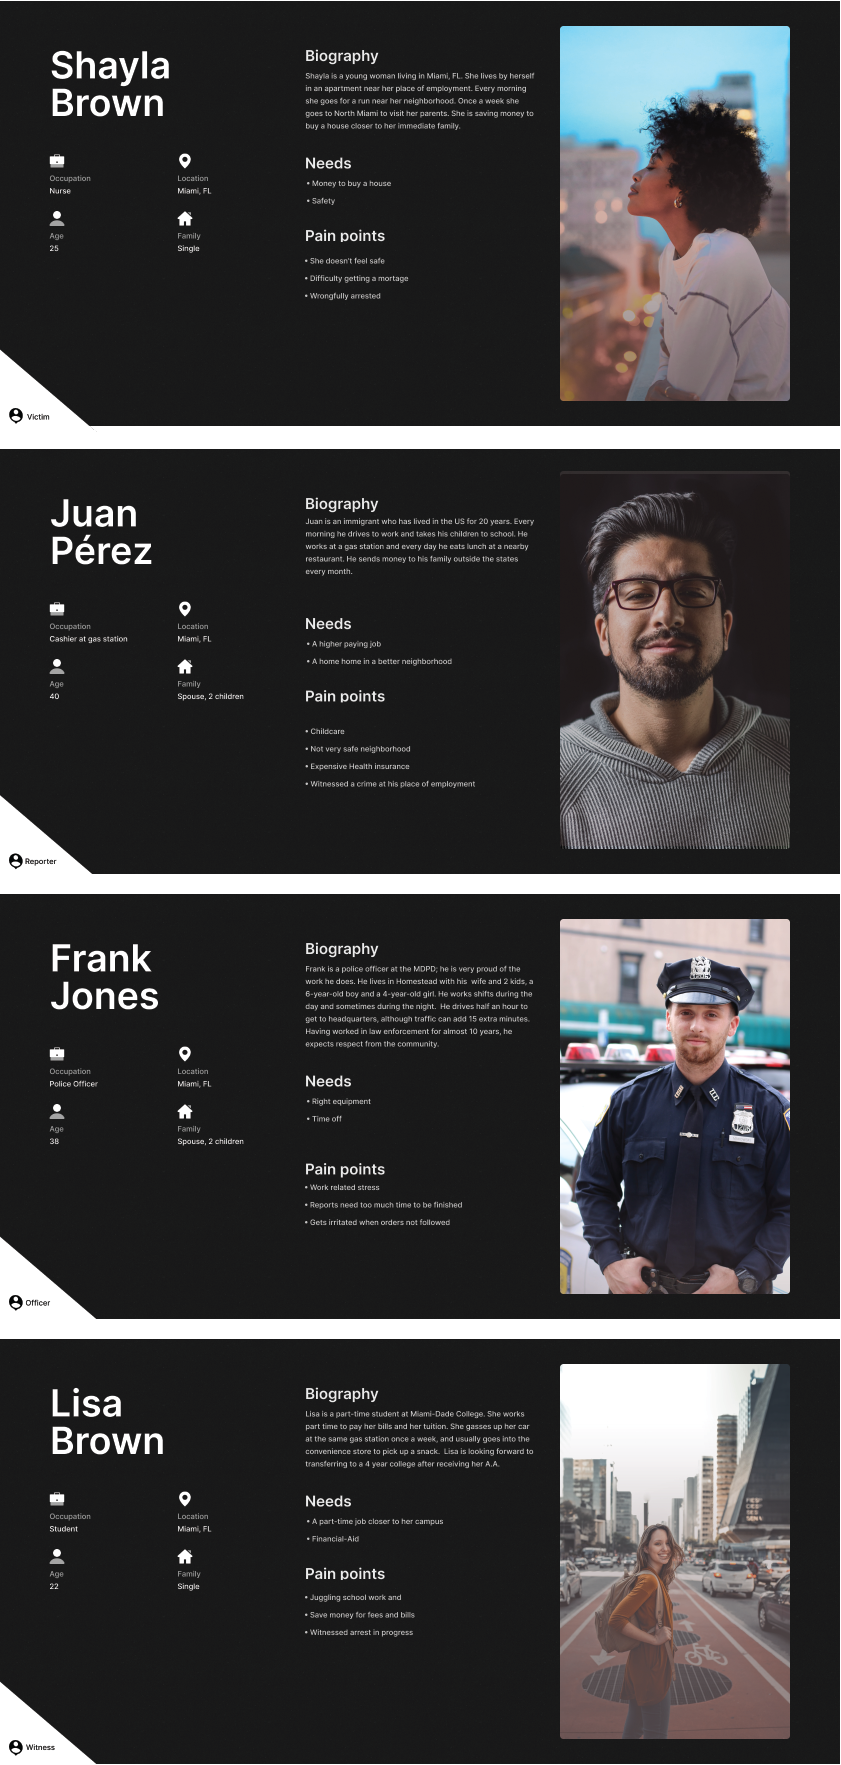 Shayla
Brown
Occupation
Nurse
Location
Miami, FL
Age
25
Family
Single
Biography
Shayla is a young woman living in Miami, FL. She lives by herself
in an apartment near her place of employment. Every morning
she goes for a run near her neighborhood. Once a week she
goes to North Miami to visit her parents. She is saving money to
buy a house closer to her immediate family.
Needs
• Money to buy a house
• Safety
Pain points
• She doesn't feel safe
• Difficulty getting a mortage
• Wrongfully arrested
Victim
Juan
Pérez
Occupation
Cashier at gas station
Location
Miami, FL
Age
40
Family
Spouse, 2 children
Biography
Juan is an immigrant who has lived in the US for 20 years. Every
morning he drives to work and takes his children to school. He
works at a gas station and every day he eats lunch at a nearby
restaurant. He sends money to his family outside the states
every month.
Needs
• A higher paying job
• A home home in a better neighborhood
Pain points
• Childcare
• Not very safe neighborhood
• Expensive Health insurance
• Witnessed a crime at his place of employment
Reporter
Frank
Jones
Occupation
Police Officer
Location
Miami, FL
Age
38
Family
Spouse, 2 children
Biography
Frank is a police officer at the MDPD; he is very proud of the
work he does. He lives in Homestead with his  wife and 2 kids, a
6-year-old boy and a 4-year-old girl. He works shifts during the
day and sometimes during the night.  He drives half an hour to
get to headquarters, although traffic can add 15 extra minutes.
Having worked in law enforcement for almost 10 years, he
expects respect from the community.
Needs
• Right equipment
• Time off
Pain points
• Work related stress
• Reports need too much time to be finished
• Gets irritated when orders not followed
Officer
Lisa
Brown
Occupation
Student
Location
Miami, FL
Age
22
Family
Single
Biography
Lisa is a part-time student at Miami-Dade College. She works
part time to pay her bills and her tuition. She gasses up her car
at the same gas station once a week, and usually goes into the
convenience store to pick up a snack.  Lisa is looking forward to
transferring to a 4 year college after receiving her A.A.
Needs
• A part-time job closer to her campus
• Financial-Aid
Pain points
• Juggling school work and
• Save money for fees and bills
• Witnessed arrest in progress
Witness